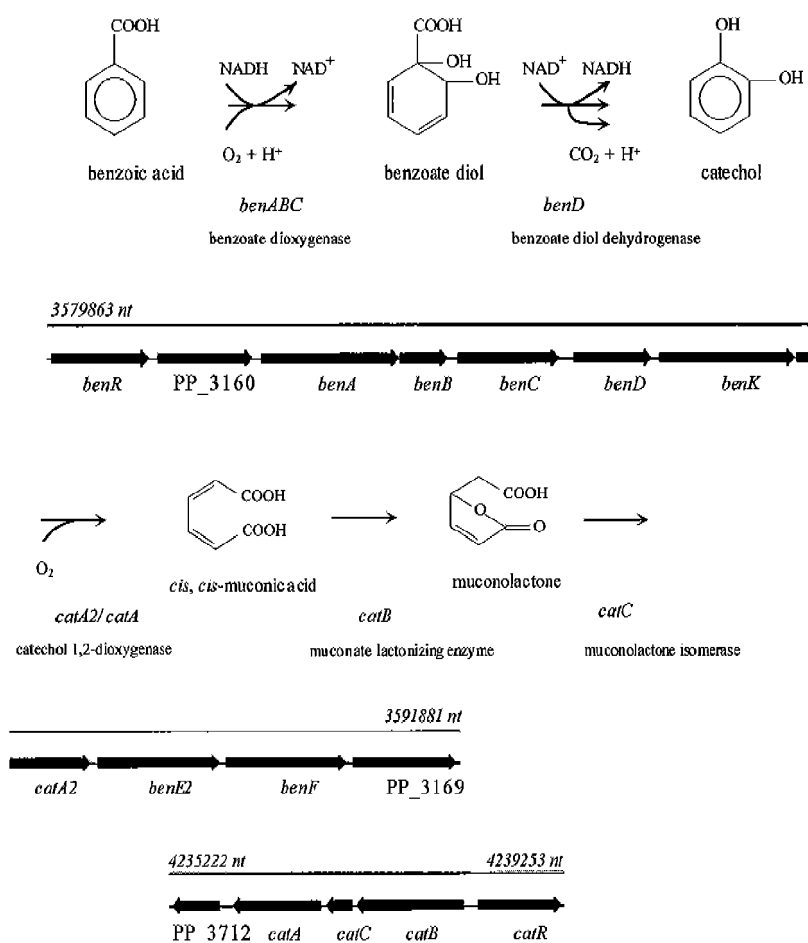 COOH
COOH
OH
OH
OH
OH
NADH NAD+
NAD+ NADH
O2 + H+
CO2 + H+
benzoic acid
benzoate diol
catechol
benABC
benD
benzoate dioxygenase
benzoate diol dehydrogenase
3579863 nt
benR PP_3160 benA benB benC benD benK
COOH
COOH
COOH
O
O
O2
cis, cis-muconic acid
muconolactone
catA2/ catA
catB
catC
catechol 1,2-dioxygenase
muconate lactonizing enzyme
muconolactone isomerase
3591881 nt
catA2 benE2 benF PP_3169
4235222 nt 4239253 nt
PP_3712 catA catC catB catR